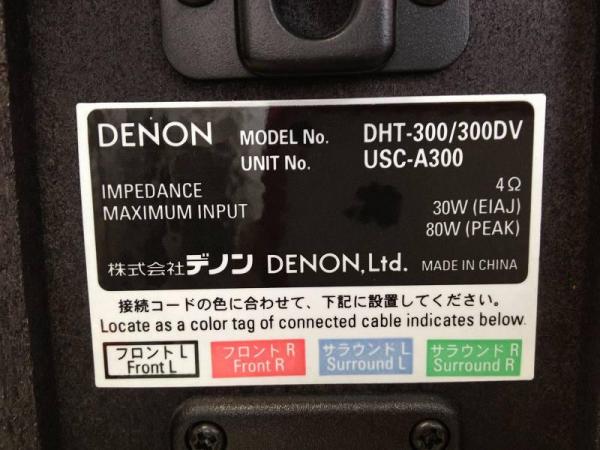 DENON MODEL No. DHT-300/300DV
UNIT No. USC-A300
IMPEDANCE 4Ω
MAXIMUM INPUT 30W (EIAJ)
80W (PEAK)
株式会社デノン DENON, Ltd. MADE IN CHINA
接続コードの色に合わせて、下記に設置してください。
Locate as a color tag of connected cable indicates below.
フロント L フロント R サラウンド L サラウンド R
Front L Front R Surround L Surround R